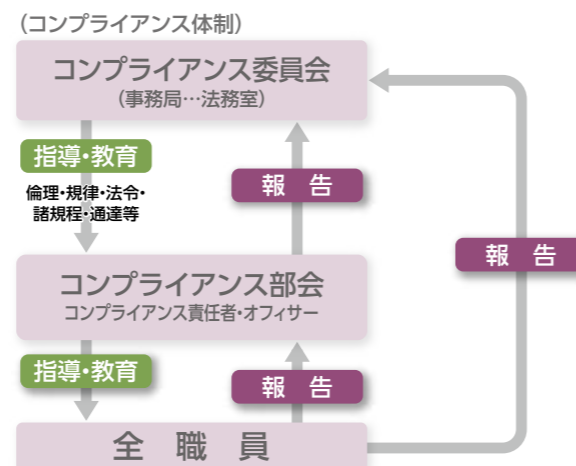 (コンプライアンス体制)
コンプライアンス委員会
(事務局…法務室)
指導・教育
倫理・規律・法令・
諸規程・通達等
報 告
報 告
コンプライアンス部会
コンプライアンス責任者・オフィサー
指導・教育
報 告
全 職 員